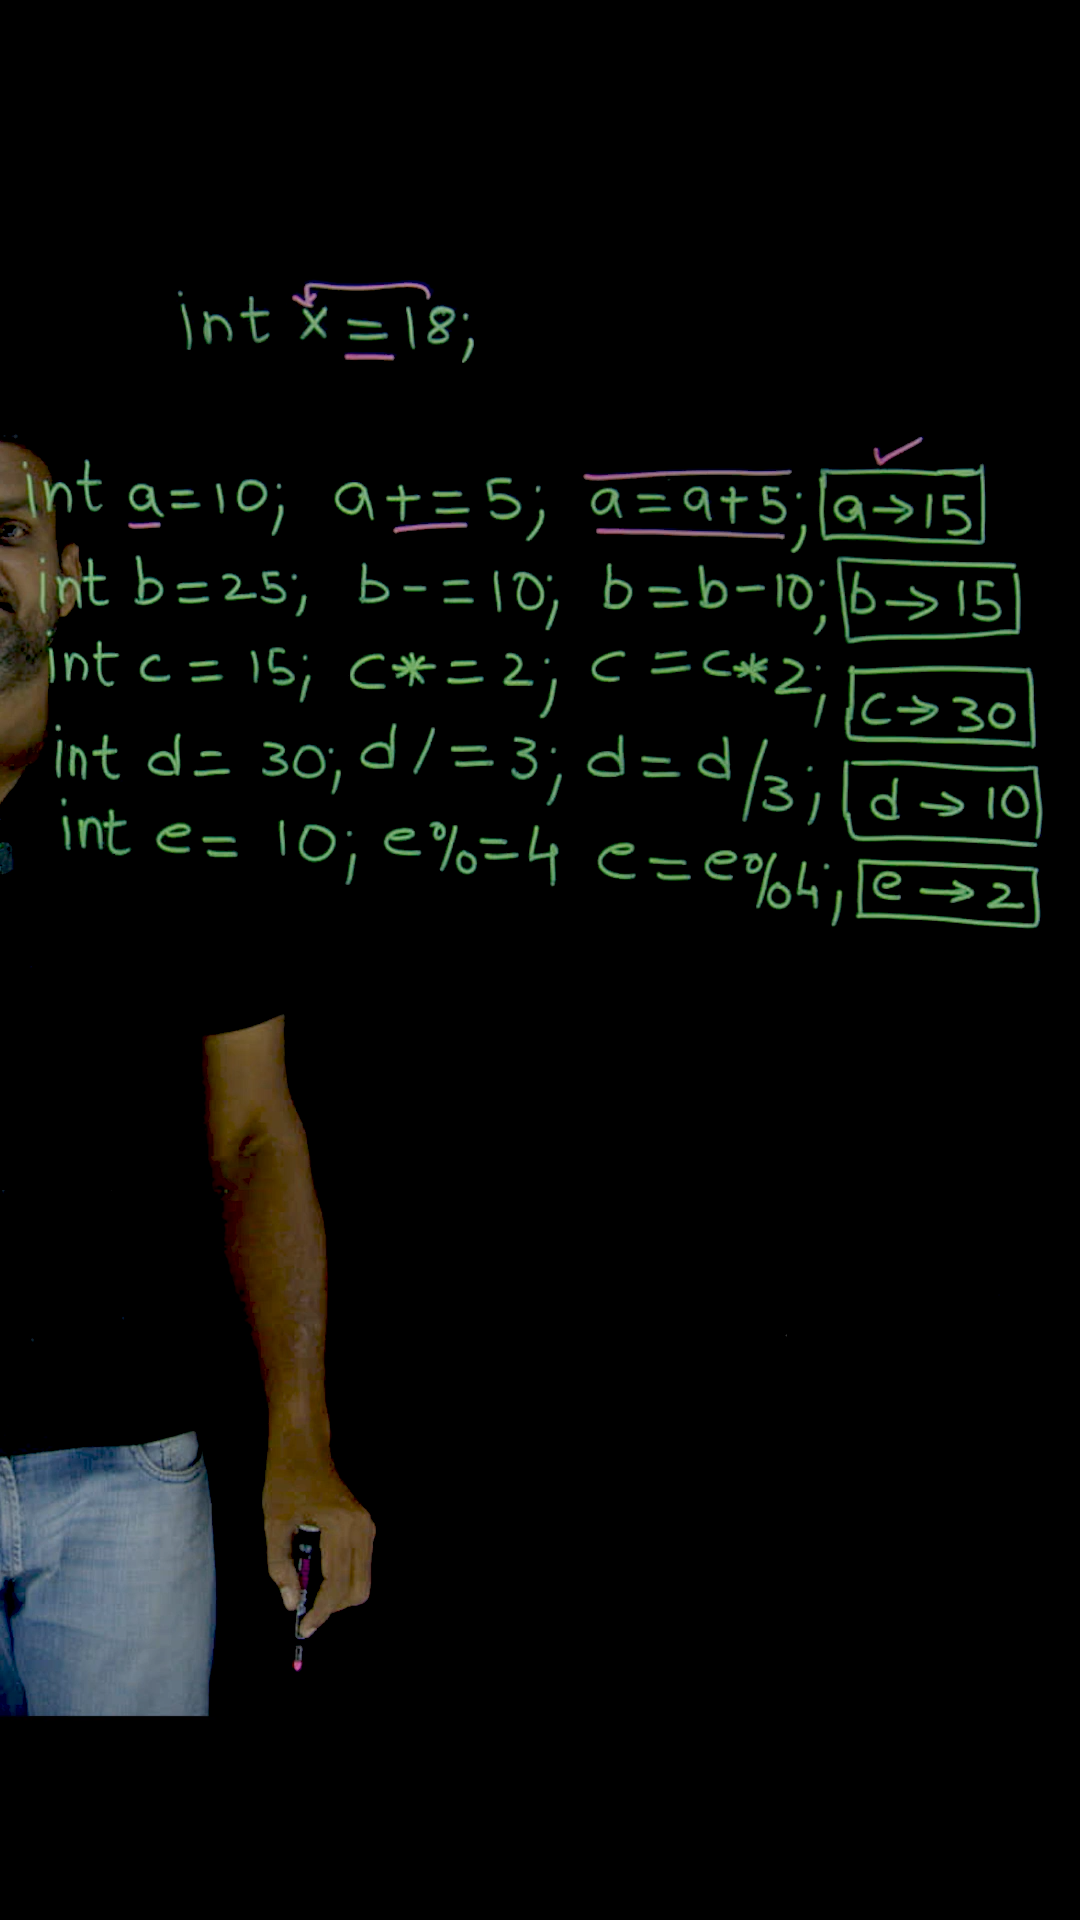 int x = 18;
int a = 10; a += 5; a = a + 5; a → 15
int b = 25; b -= 10; b = b - 10; b → 15
int c = 15; c *= 2; c = c * 2; c → 30
int d = 30; d /= 3; d = d / 3; d → 10
int e = 10; e %= 4 e = e % 4; e → 2